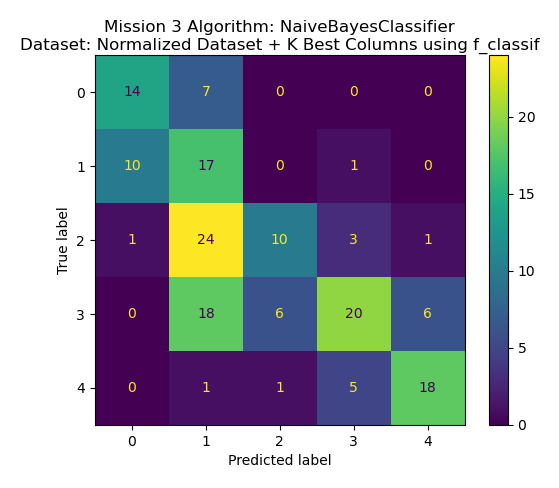 Mission 3 Algorithm: NaiveBayesClassifier
Dataset: Normalized Dataset + K Best Columns using f_classif
0 14 7 0 0 0
1 10 17 0 1 0
2 1 24 10 3 1
3 0 18 6 20 6
4 0 1 1 5 18
0 1 2 3 4
Predicted label
True label
20
15
10
5
0